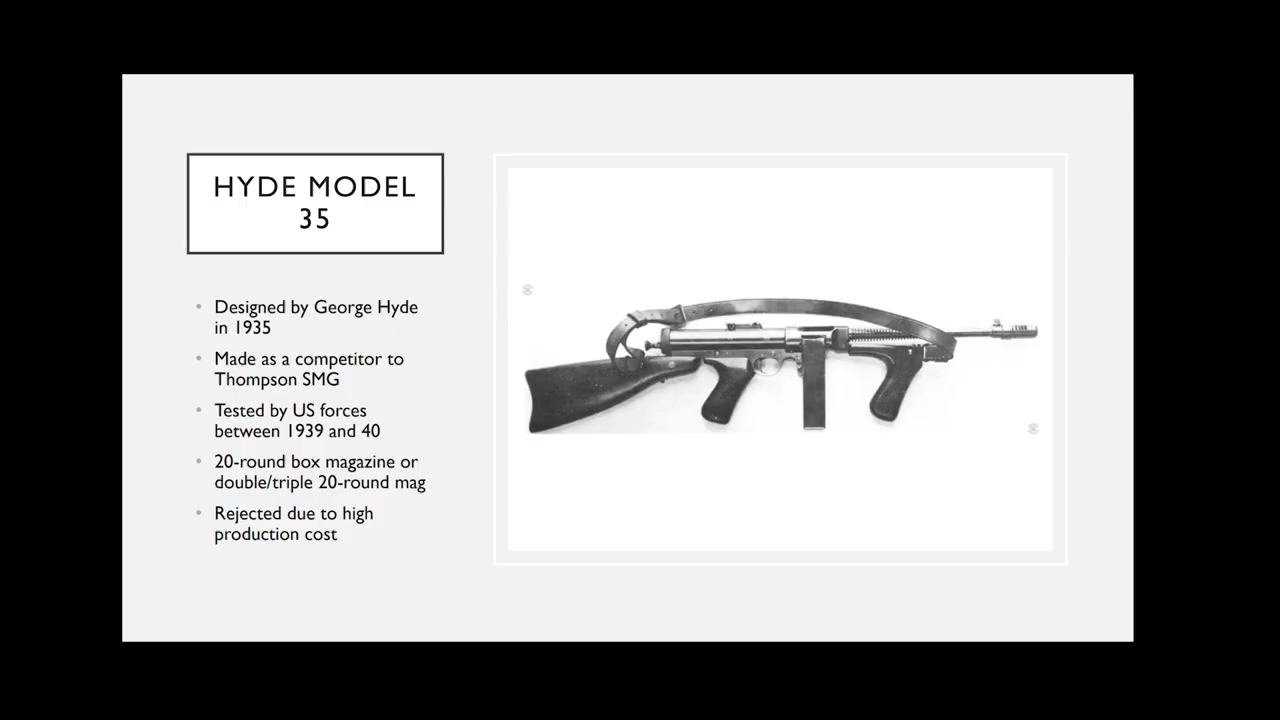 HYDE MODEL
35
• Designed by George Hyde
in 1935
• Made as a competitor to
Thompson SMG
• Tested by US forces
between 1939 and 40
• 20-round box magazine or
double/triple 20-round mag
• Rejected due to high
production cost